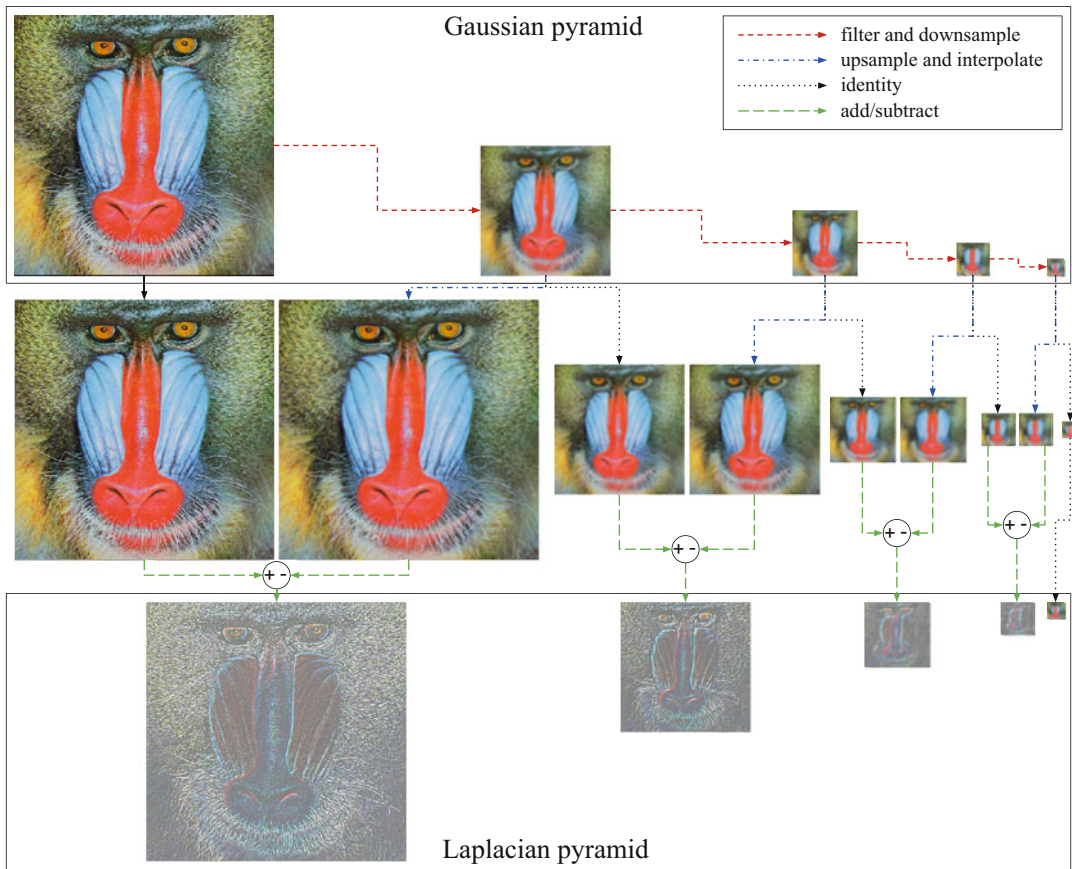 Gaussian pyramid
filter and downsample
upsample and interpolate
identity
add/subtract
+ -
+ -
+ -
+ -
Laplacian pyramid